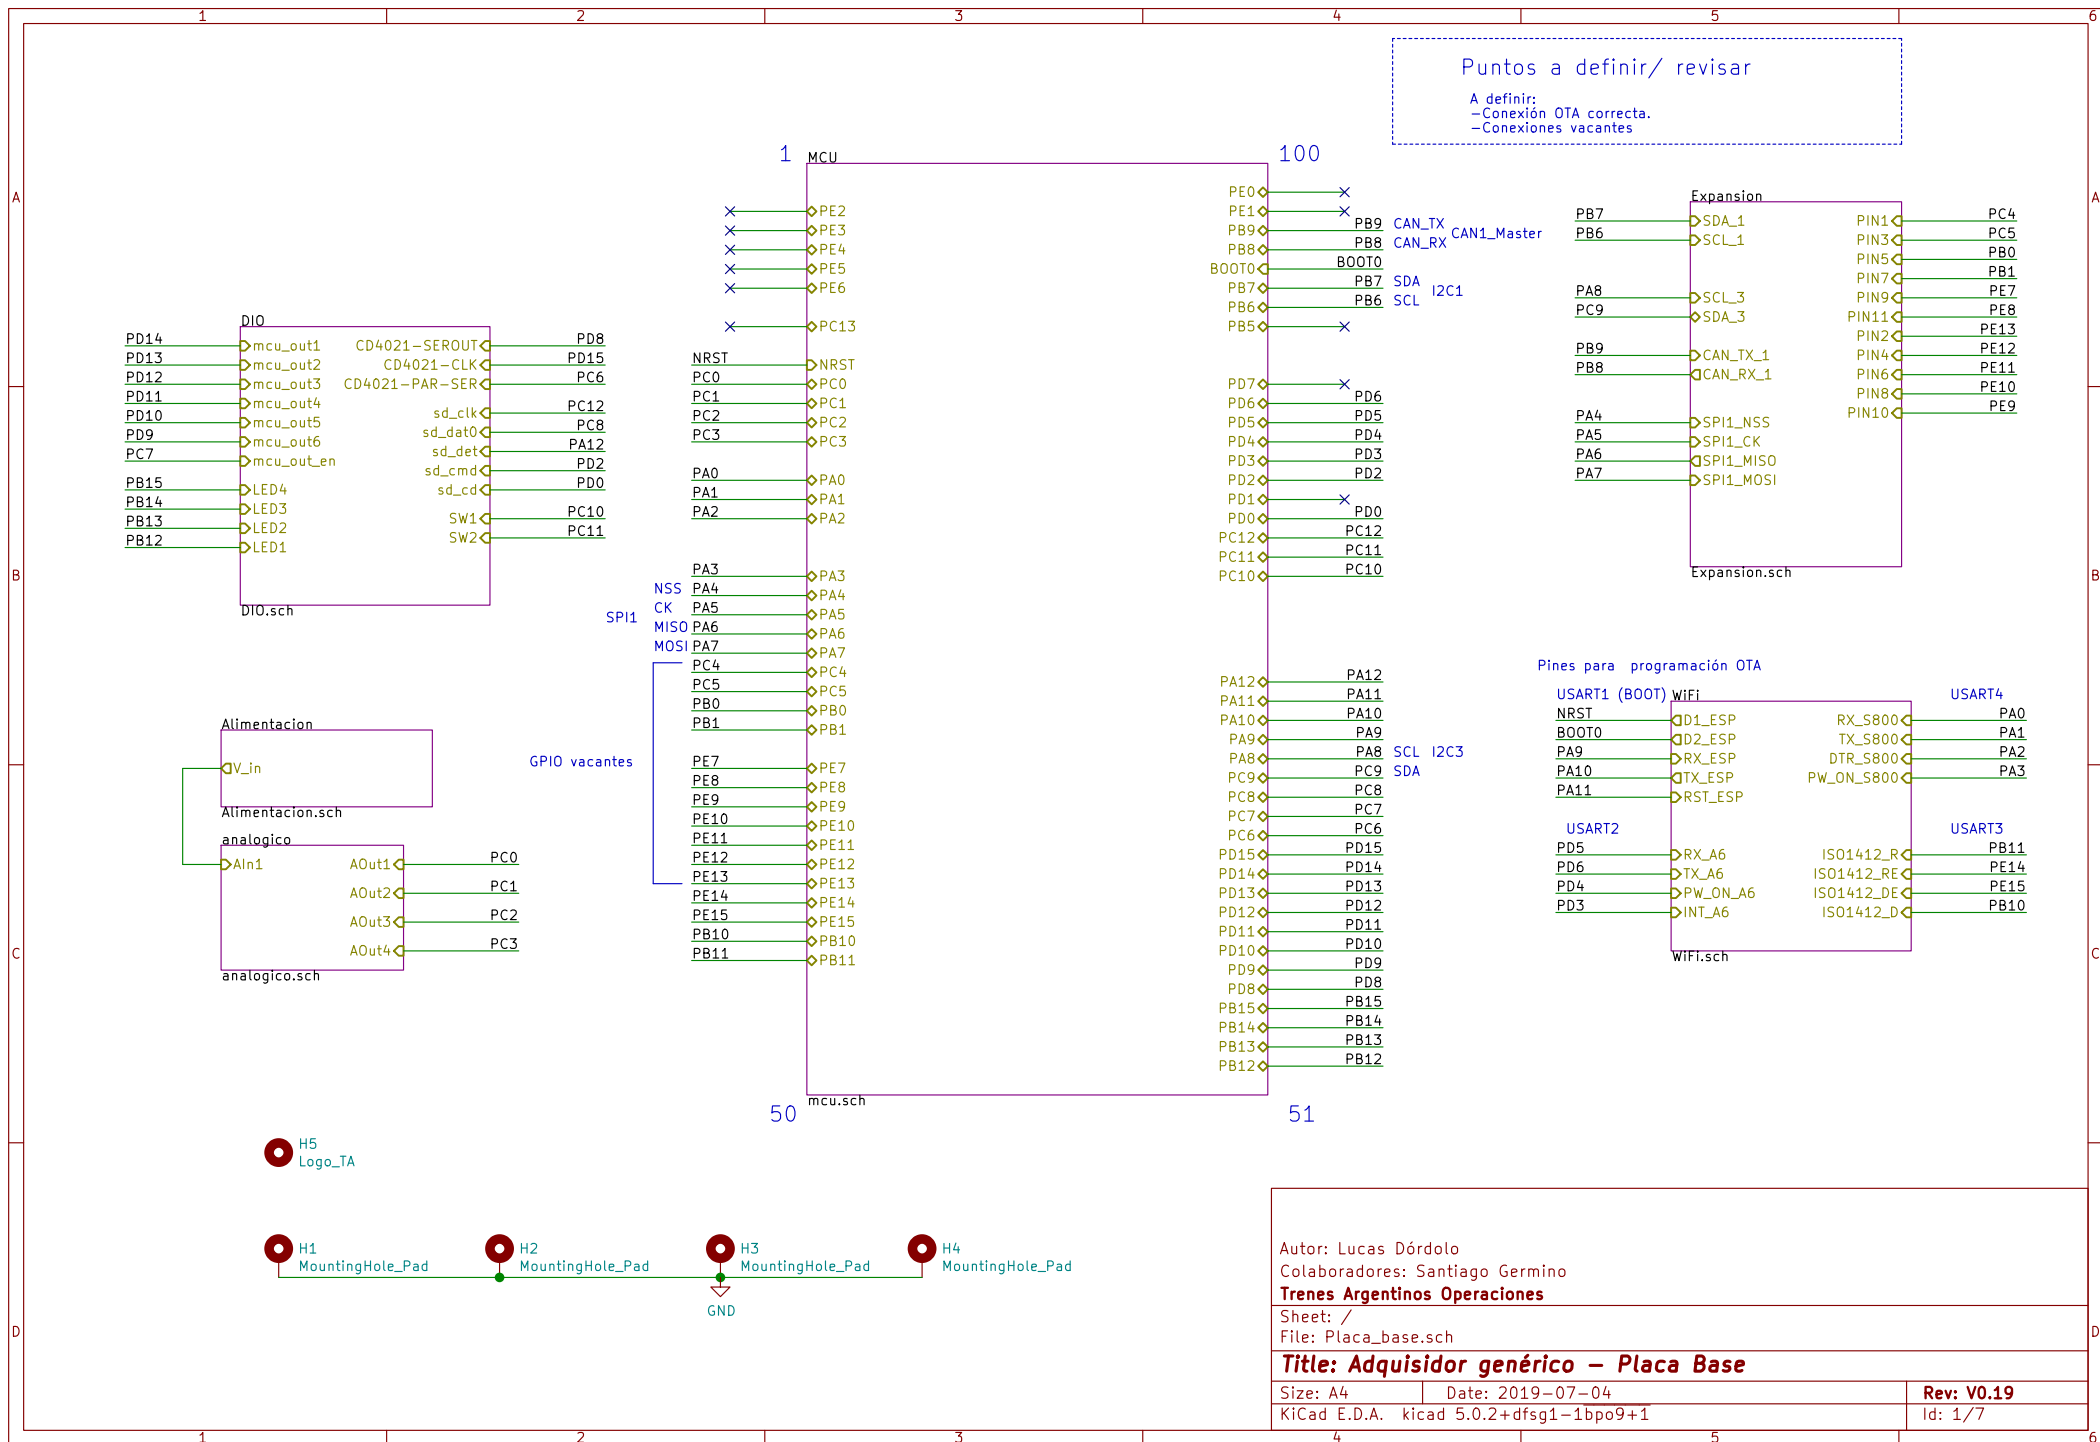 1 2 3 4 5 6
Puntos a definir/ revisar
A definir:
-Conexión OTA correcta.
-Conexiones vacantes
A
B
C
D
A
B
C
D
1
100
MCU
PE2
PE3
PE4
PE5
PE6
PC13
NRST NRST
PC0 PC0
PC1 PC1
PC2 PC2
PC3 PC3
PA0 PA0
PA1 PA1
PA2 PA2
PA3 PA3
NSS PA4 PA4
CK PA5 PA5
SPI1
MISO PA6 PA6
MOSI PA7 PA7
PC4 PC4
PC5 PC5
PB0 PB0
PB1 PB1
GPIO vacantes
PE7 PE7
PE8 PE8
PE9 PE9
PE10 PE10
PE11 PE11
PE12 PE12
PE13 PE13
PE14 PE14
PE15 PE15
PB10 PB10
PB11 PB11
PE0
PE1
PB9 PB9 CAN_TX
CAN1_Master
PB8 PB8 CAN_RX
BOOT0 BOOT0
PB7 PB7 SDA
I2C1
PB6 PB6 SCL
PB5
PD7
PD6 PD6
PD5 PD5
PD4 PD4
PD3 PD3
PD2 PD2
PD1
PD0 PD0
PC12 PC12
PC11 PC11
PC10 PC10
PA12 PA12
PA11 PA11
PA10 PA10
PA9 PA9
PA8 PA8 SCL I2C3
PC9 PC9 SDA
PC8 PC8
PC7 PC7
PC6 PC6
PD15 PD15
PD14 PD14
PD13 PD13
PD12 PD12
PD11 PD11
PD10 PD10
PD9 PD9
PD8 PD8
PB15 PB15
PB14 PB14
PB13 PB13
PB12 PB12
mcu.sch
50
51
DIO
PD14 mcu_out1 CD4021-SEROUT PD8
PD13 mcu_out2 CD4021-CLK PD15
PD12 mcu_out3 CD4021-PAR-SER PC6
PD11 mcu_out4 sd_clk PC12
PD10 mcu_out5 sd_dat0 PC8
PD9 mcu_out6 sd_det PA12
PC7 mcu_out_en sd_cmd PD2
PB15 LED4 sd_cd PD0
PB14 LED3 SW1 PC10
PB13 LED2 SW2 PC11
PB12 LED1
DIO.sch
Alimentacion
V_in
Alimentacion.sch
analogico
AIn1 AOut1 PC0
AOut2 PC1
AOut3 PC2
AOut4 PC3
analogico.sch
Expansion
PB7 SDA_1 PIN1 PC4
PB6 SCL_1 PIN3 PC5
PIN5 PB0
PIN7 PB1
PA8 SCL_3 PIN9 PE7
PC9 SDA_3 PIN11 PE8
PIN2 PE13
PB9 CAN_TX_1 PIN4 PE12
PB8 CAN_RX_1 PIN6 PE11
PIN8 PE10
PIN10 PE9
PA4 SPI1_NSS
PA5 SPI1_CK
PA6 SPI1_MISO
PA7 SPI1_MOSI
Expansion.sch
Pines para programación OTA
USART1 (BOOT) WiFi USART4
NRST D1_ESP RX_S800 PA0
BOOT0 D2_ESP TX_S800 PA1
PA9 RX_ESP DTR_S800 PA2
PA10 TX_ESP PW_ON_S800 PA3
PA11 RST_ESP
USART2 USART3
PD5 RX_A6 ISO1412_R PB11
PD6 TX_A6 ISO1412_RE PE14
PD4 PW_ON_A6 ISO1412_DE PE15
PD3 INT_A6 ISO1412_D PB10
WiFi.sch
H5
Logo_TA
H1
MountingHole_Pad
H2
MountingHole_Pad
H3
MountingHole_Pad
H4
MountingHole_Pad
GND
Autor: Lucas Dórdolo
Colaboradores: Santiago Germino
Trenes Argentinos Operaciones
Sheet: /
File: Placa_base.sch
Title: Adquisidor genérico - Placa Base
Size: A4 Date: 2019-07-04 Rev: V0.19
KiCad E.D.A. kicad 5.0.2+dfsg1-1bpo9+1 Id: 1/7
1 2 3 4 5 6